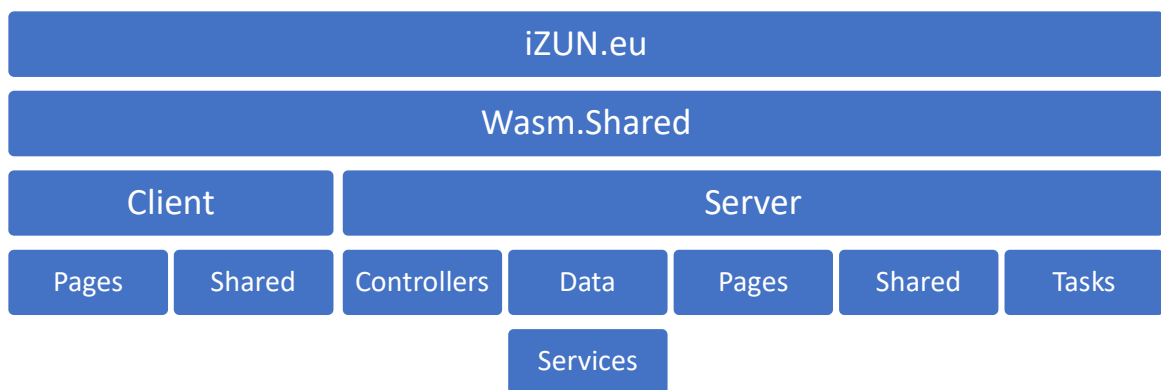 iZUN.eu
Wasm.Shared
Client Server
Pages Shared Controllers Data Pages Shared Tasks
Services